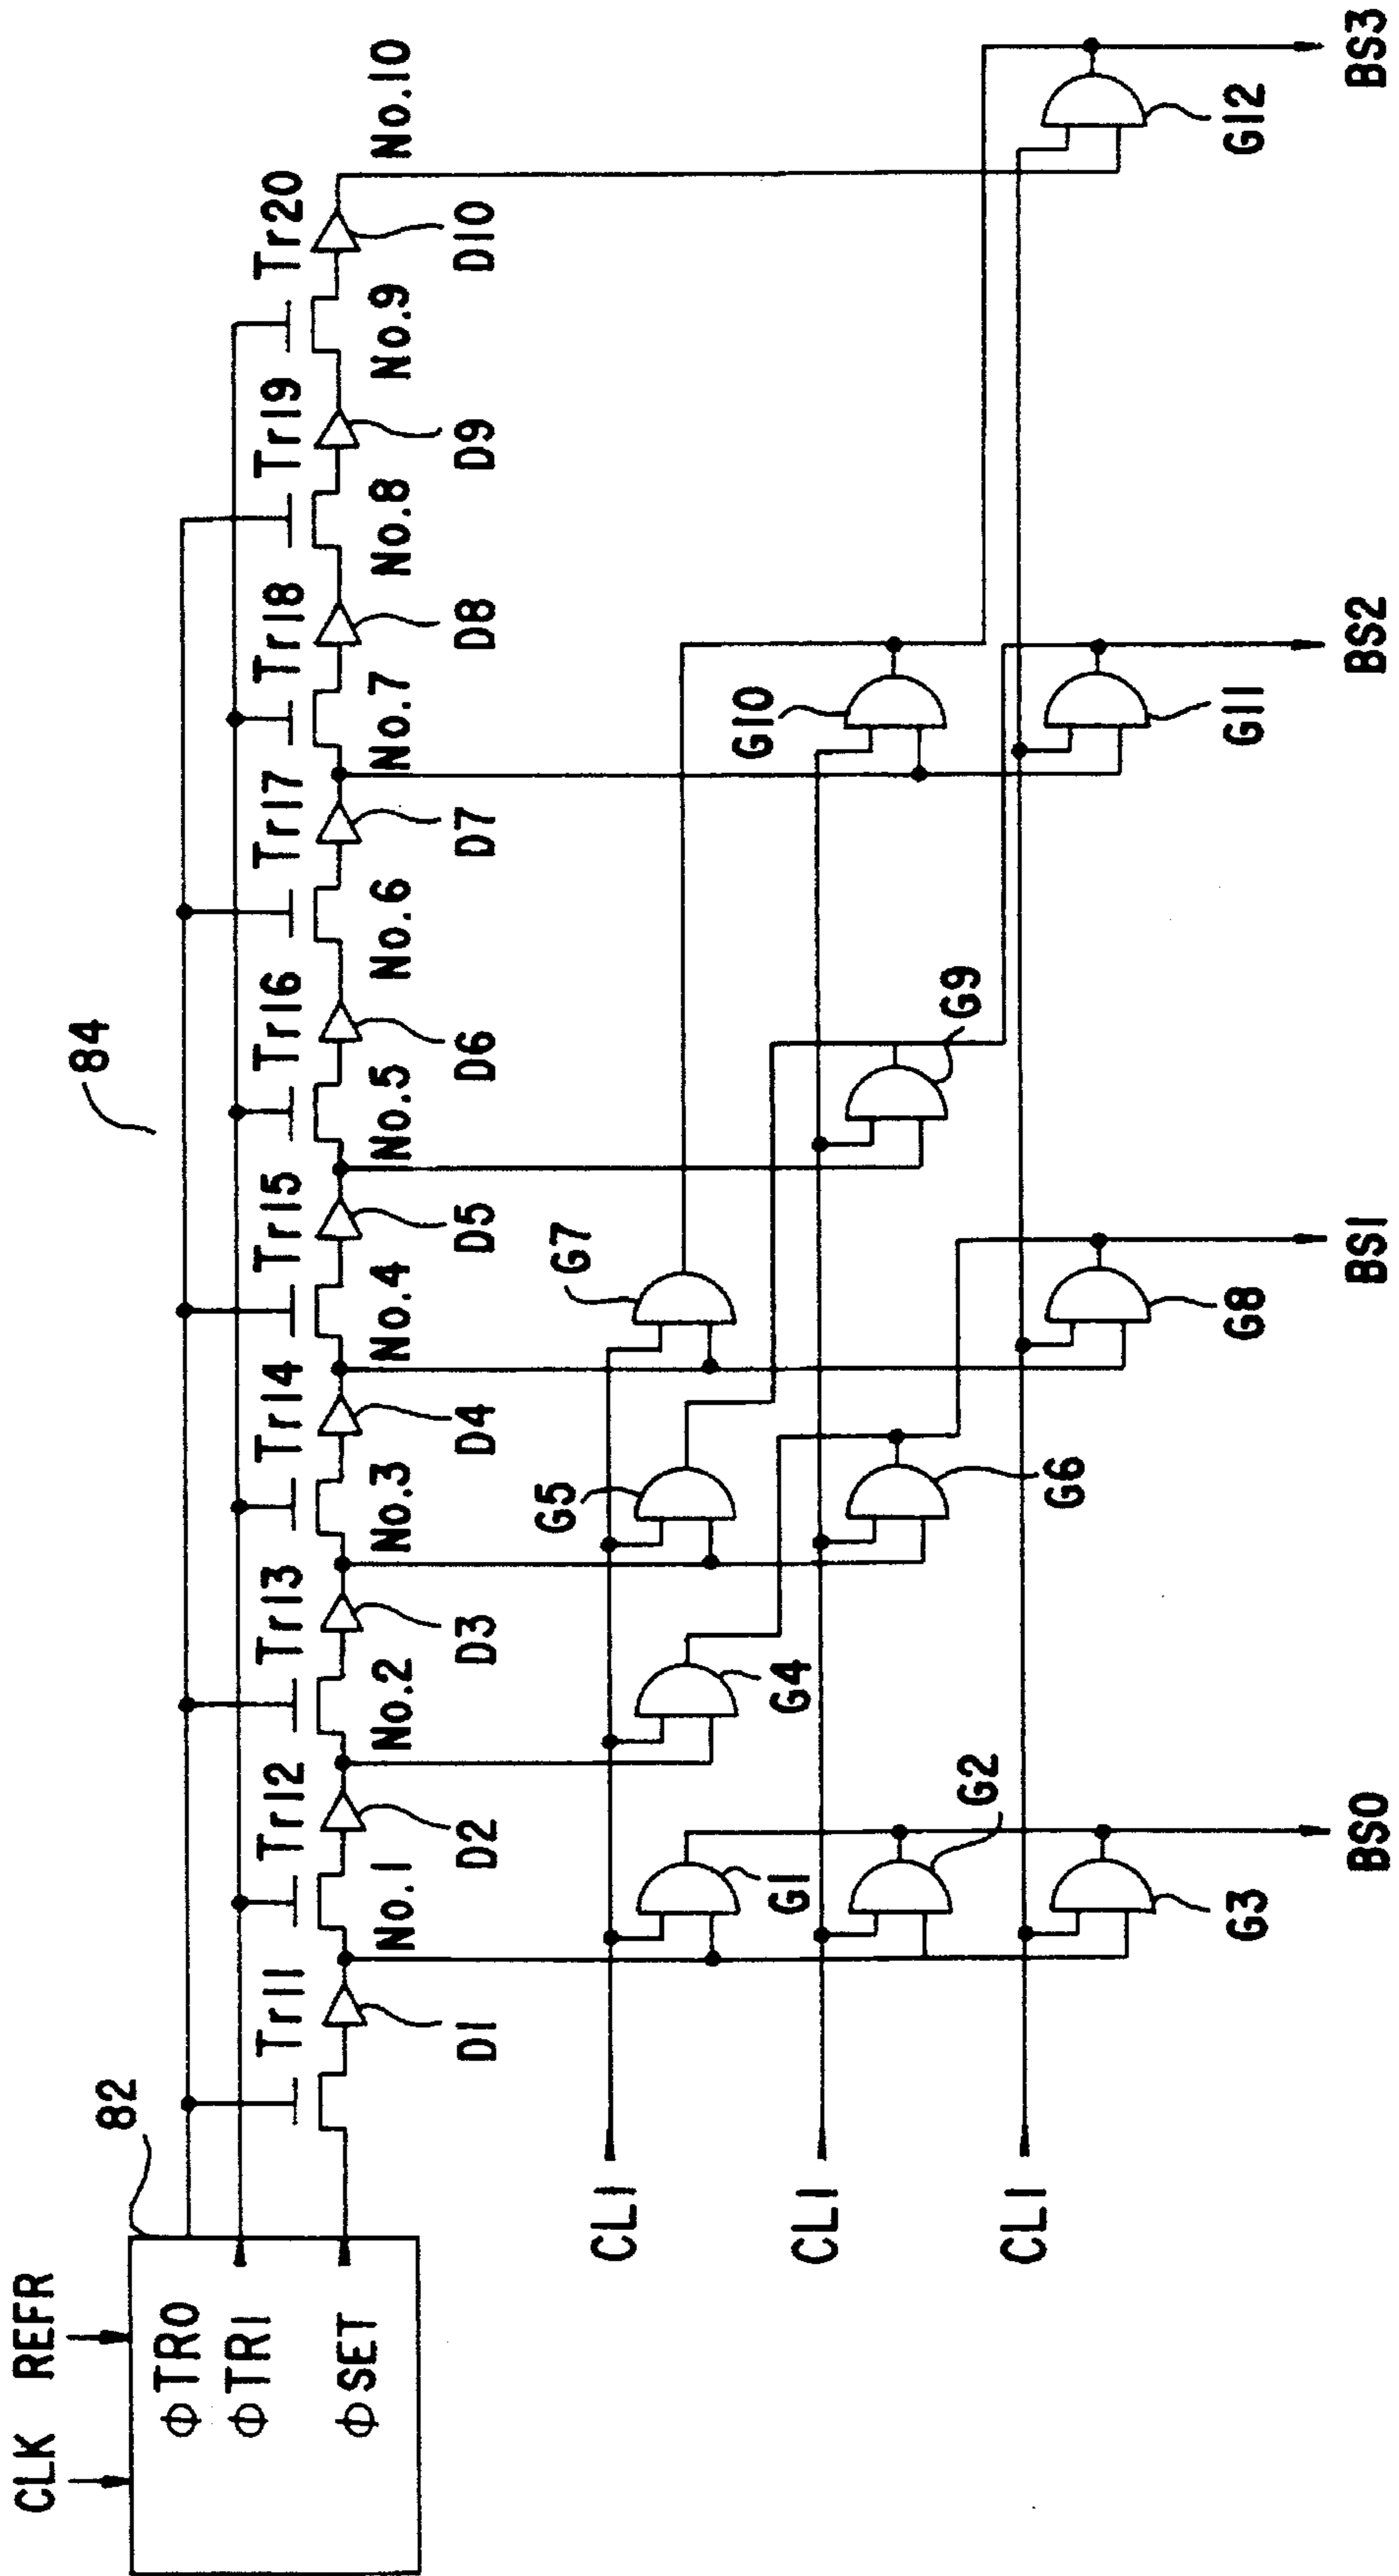 CLK REFR
82
ΦTR0
ΦTR1
ΦSET
84
Tr11 Tr12 Tr13 Tr14 Tr15 Tr16 Tr17 Tr18 Tr19 Tr20
No.1 No.2 No.3 No.4 No.5 No.6 No.7 No.8 No.9 No.10
D1 D2 D3 D4 D5 D6 D7 D8 D9 D10
CL1
G1 G4 G5 G7
CL1
G2 G6 G9 G10
CL1
G3 G8 G11 G12
BS0 BS1 BS2 BS3